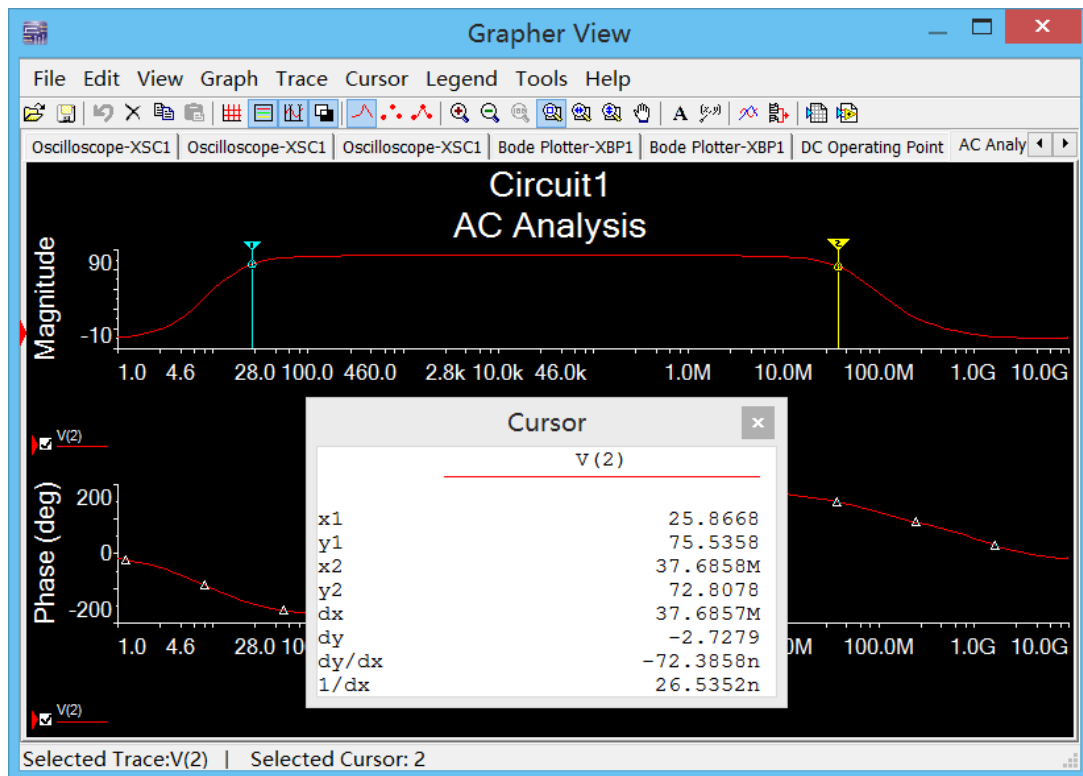 Grapher View
File Edit View Graph Trace Cursor Legend Tools Help
Oscilloscope-XSC1 Oscilloscope-XSC1 Oscilloscope-XSC1 Bode Plotter-XBP1 Bode Plotter-XBP1 DC Operating Point AC Analy
Circuit1
AC Analysis
Magnitude
90
-10
1.0 4.6 28.0 100.0 460.0 2.8k 10.0k 46.0k 1.0M 10.0M 100.0M 1.0G 10.0G
V(2)
Phase (deg)
200
0
-200
1.0 4.6 28.0 10 0M 100.0M 1.0G 10.0G
V(2)
Cursor
V(2)
x1 25.8668
y1 75.5358
x2 37.6858M
y2 72.8078
dx 37.6857M
dy -2.7279
dy/dx -72.3858n
1/dx 26.5352n
Selected Trace:V(2) | Selected Cursor: 2